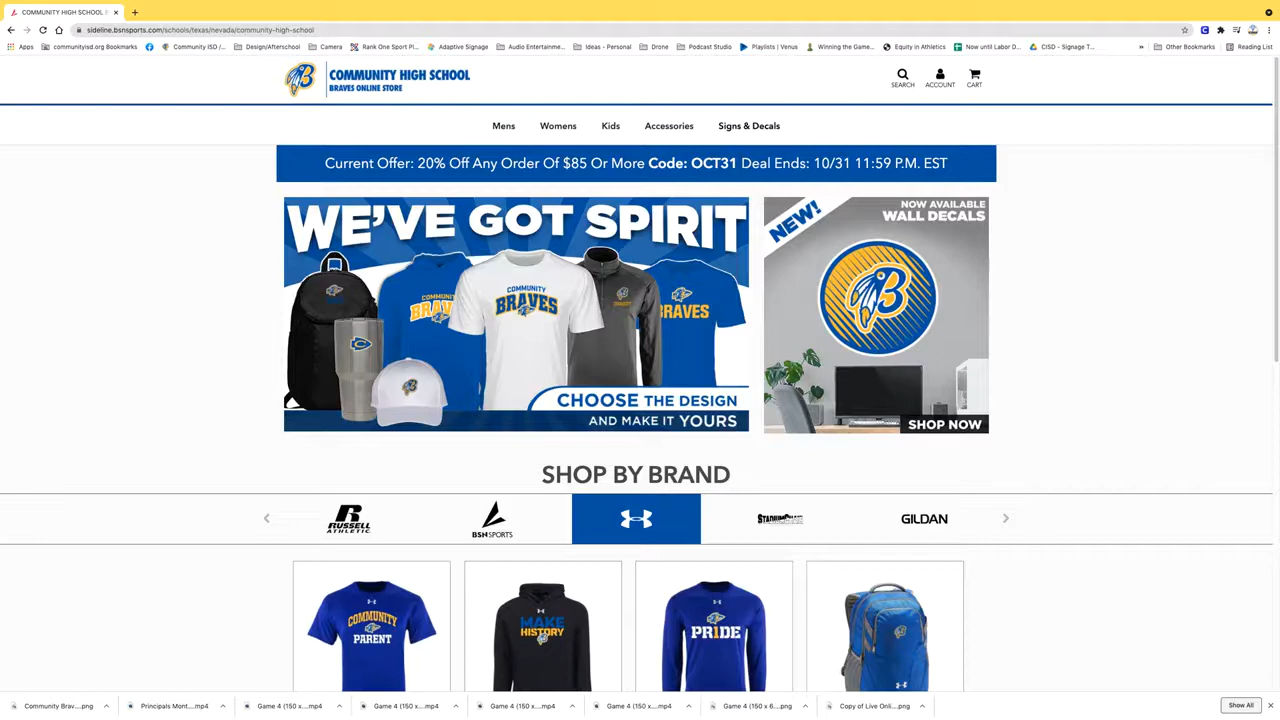 COMMUNITY HIGH SCHOOL
sideline.bsnsports.com/schools/texas/nevada/community-high-school
Apps communityisd.org Bookmarks Community ISD / Design/Afterschool Camera Rank One Sport Pl... Adaptive Signage Audio Entertainme... Ideas - Personal Drone Podcast Studio Playlists | Venus Winning the Game... Equity in Athletics Now until Labor D... CISD - Signage T... » Other Bookmarks Reading List
COMMUNITY HIGH SCHOOL
BRAVES ONLINE STORE
SEARCH ACCOUNT CART
Mens Womens Kids Accessories Signs & Decals
Current Offer: 20% Off Any Order Of $85 Or More Code: OCT31 Deal Ends: 10/31 11:59 P.M. EST
WE'VE GOT SPIRIT
COMMUNITY
BRAVES
BRAVES
CHOOSE THE DESIGN
AND MAKE IT YOURS
NEW!
NOW AVAILABLE
WALL DECALS
B
SHOP NOW
SHOP BY BRAND
R RUSSELL ATHLETIC
BSN SPORTS
GILDAN
COMMUNITY
PARENT
MAKE
HISTORY
PR1DE
Community Brav....png Principals Mont....mp4 Game 4 (150 x....mp4 Game 4 (150 x....mp4 Game 4 (150 x....mp4 Game 4 (150 x....mp4 Game 4 (150 x 6....png Copy of Live Onli....png Show All